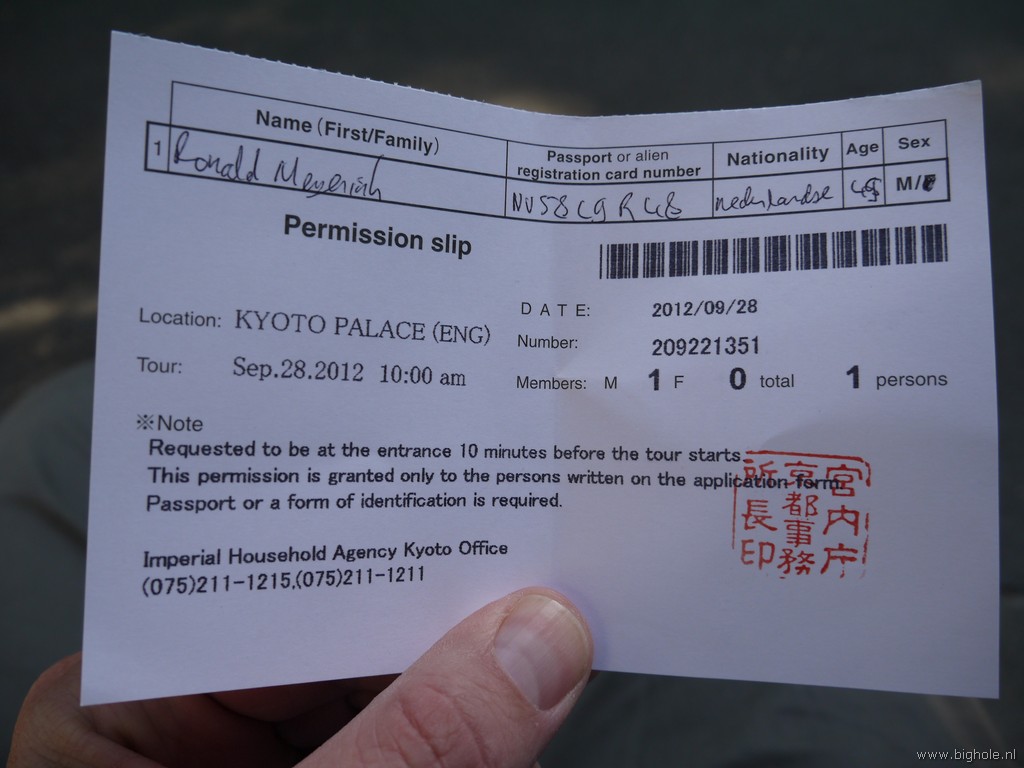 Name (First/Family)
Passport or alien
registration card number
Nationality
Age
Sex
1
Ronald
nederlandse
49
M/F
Permission slip
Location: KYOTO PALACE (ENG)
Tour: Sep.28.2012 10:00 am
DATE: 2012/09/28
Number: 209221351
Members: M 1 F 0 total 1 persons
※Note
Requested to be at the entrance 10 minutes before the tour starts.
This permission is granted only to the persons written on the application form.
Passport or a form of identification is required.
Imperial Household Agency Kyoto Office
(075)211-1215,(075)211-1211
宮内庁
京都事務
所長印
www.bighole.nl